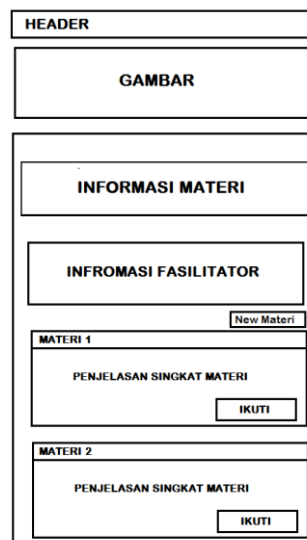 HEADER
GAMBAR
INFORMASI MATERI
INFROMASI FASILITATOR
New Materi
MATERI 1
PENJELASAN SINGKAT MATERI
IKUTI
MATERI 2
PENJELASAN SINGKAT MATERI
IKUTI